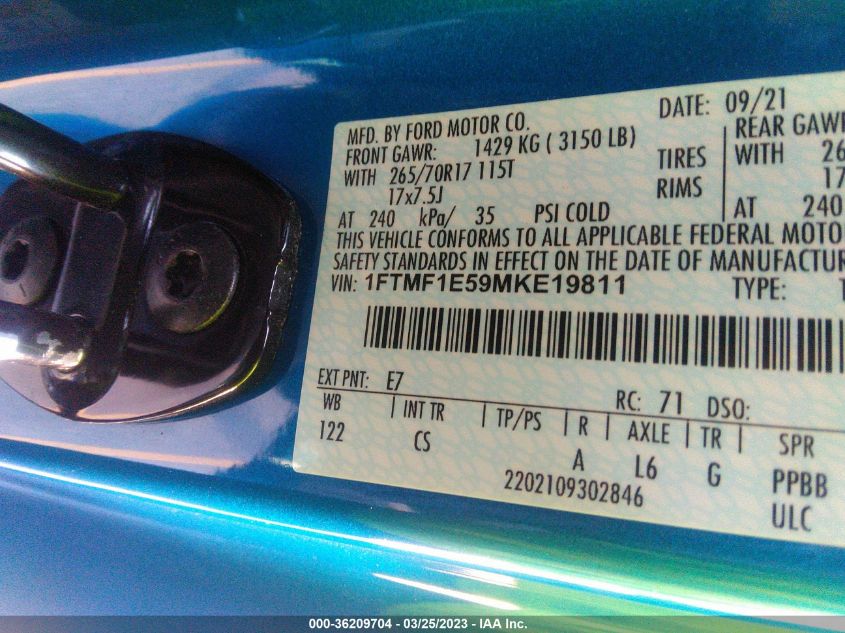 MFD. BY FORD MOTOR CO.
DATE: 09/21
FRONT GAWR: 1429 KG ( 3150 LB)
REAR GAWR
WITH 265/70R17 115T
TIRES
WITH 26
17x7.5J
RIMS
17
AT 240 kPa/ 35 PSI COLD
AT 240
THIS VEHICLE CONFORMS TO ALL APPLICABLE FEDERAL MOTO
SAFETY STANDARDS IN EFFECT ON THE DATE OF MANUFACTUR
VIN: 1FTMF1E59MKE19811
TYPE:
EXT PNT: E7
RC: 71 DSO:
WB | INT TR | TP/PS | R | AXLE | TR | SPR
122 CS A L6 G PPBB
2202109302846
ULC
000-36209704 - 03/25/2023 - IAA Inc.